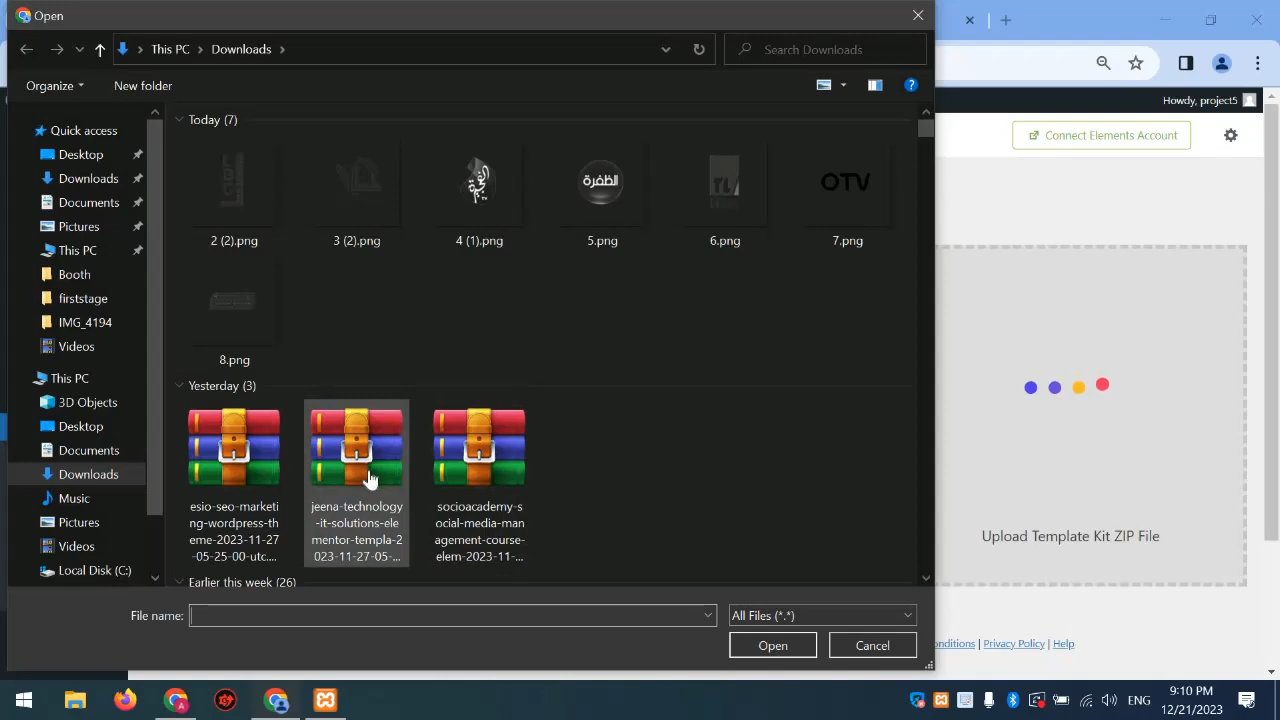 Open
This PC
Downloads
Search Downloads
Organize
New folder
Howdy, project5
Connect Elements Account
Quick access
Desktop
Downloads
Documents
Pictures
This PC
Booth
firststage
IMG_4194
Videos
This PC
3D Objects
Desktop
Documents
Downloads
Music
Pictures
Videos
Local Disk (C:)
Today (7)
الظفرة
OTV
2 (2).png
3 (2).png
4 (1).png
5.png
6.png
7.png
8.png
Yesterday (3)
esio-seo-marketi
ng-wordpress-th
eme-2023-11-27
-05-25-00-utc....
jeena-technology
-it-solutions-ele
mentor-templa-2
023-11-27-05-...
socioacademy-s
ocial-media-man
agement-course-
elem-2023-11-...
Earlier this week (26)
Upload Template Kit ZIP File
File name:
All Files (*.*)
Open
Cancel
onditions | Privacy Policy | Help
ENG
9:10 PM
12/21/2023